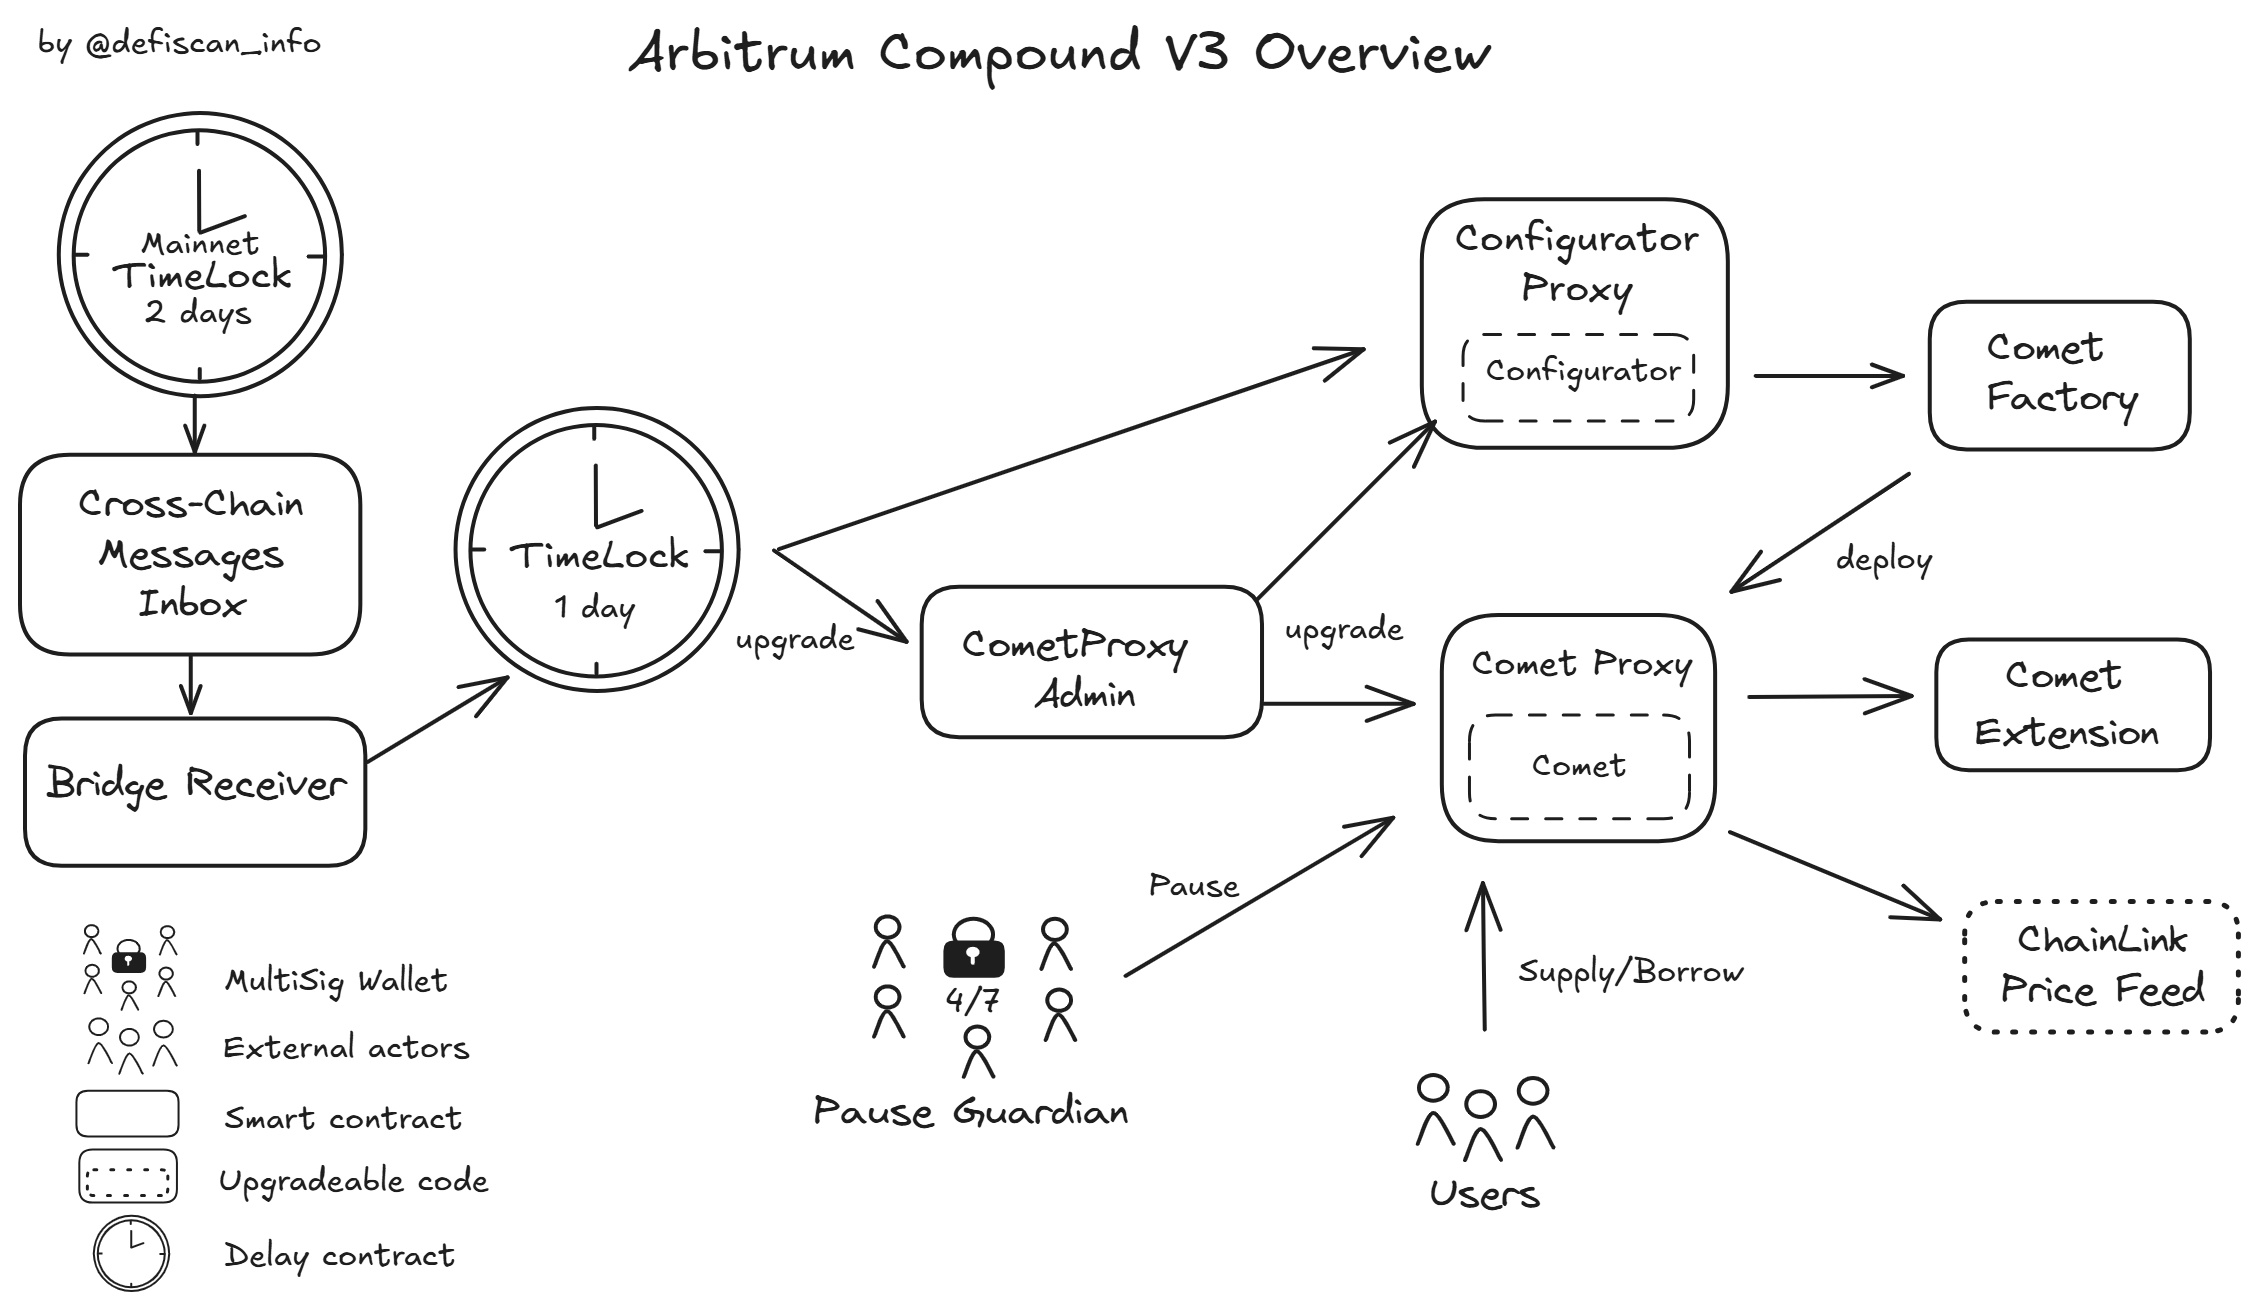 by @defiscan_info
Arbitrum Compound V3 Overview
Mainnet
TimeLock
2 days
Cross-Chain
Messages
Inbox
Bridge Receiver
TimeLock
1 day
upgrade
CometProxy
Admin
upgrade
Configurator
Proxy
Configurator
Comet
Factory
deploy
Comet Proxy
Comet
Comet
Extension
ChainLink
Price Feed
Pause
4/7
Pause Guardian
Supply/Borrow
Users
MultiSig Wallet
External actors
Smart contract
Upgradeable code
Delay contract